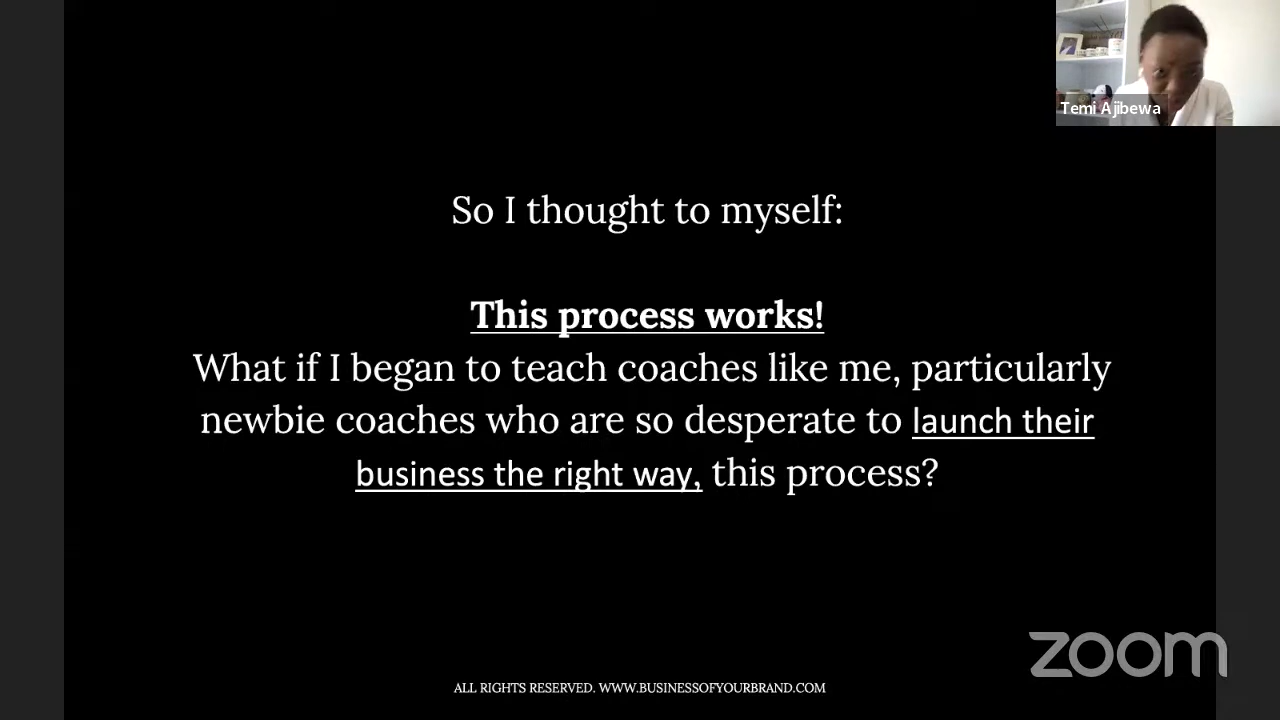 Temi Ajibewa
So I thought to myself:
This process works!
What if I began to teach coaches like me, particularly
newbie coaches who are so desperate to launch their
business the right way, this process?
zoom
ALL RIGHTS RESERVED. WWW.BUSINESSOFYOURBRAND.COM